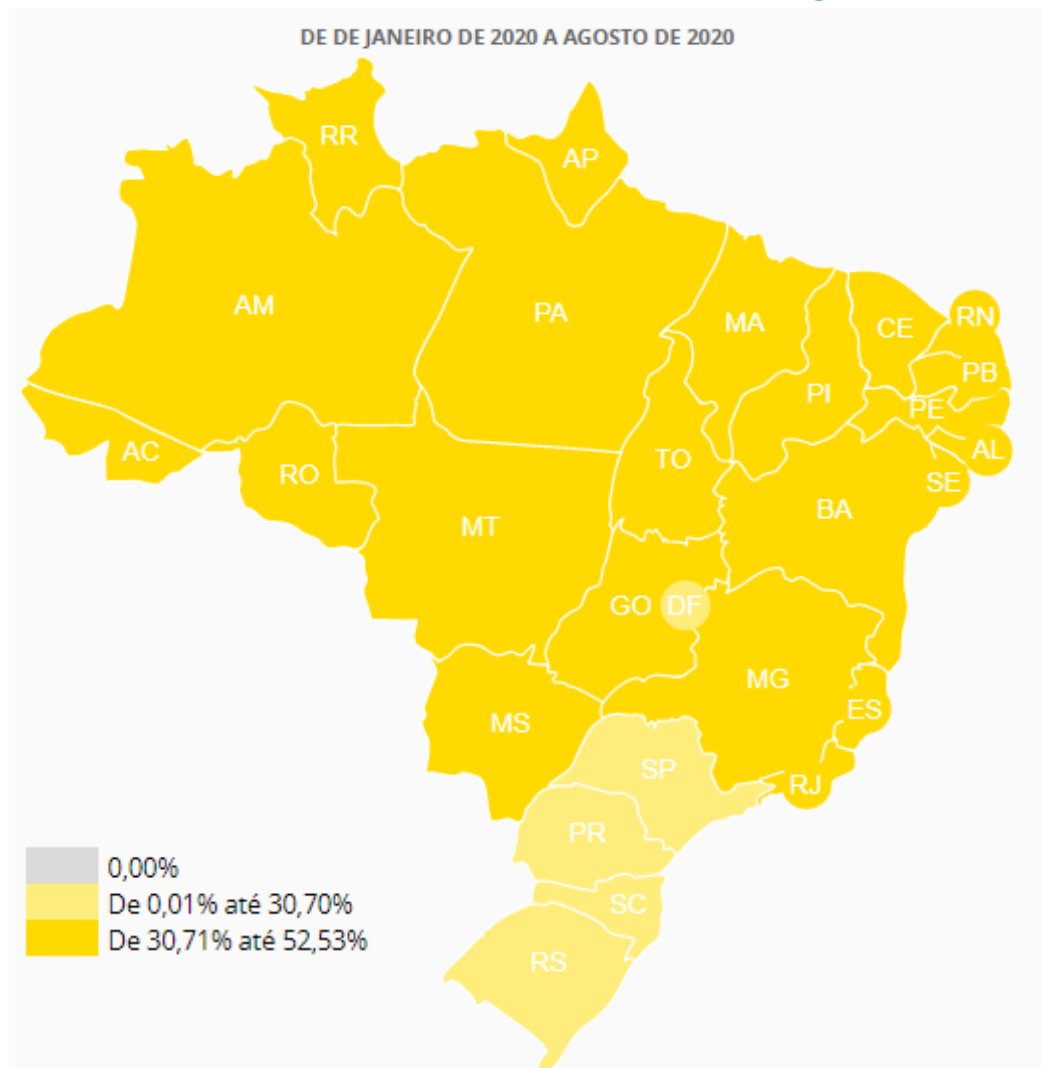 DE DE JANEIRO DE 2020 A AGOSTO DE 2020
RR
AP
AM
PA
MA
CE
RN
PI
PB
PE
AC
RO
TO
AL
SE
MT
BA
GO
DF
MG
MS
ES
SP
RJ
PR
SC
RS
0,00%
De 0,01% até 30,70%
De 30,71% até 52,53%